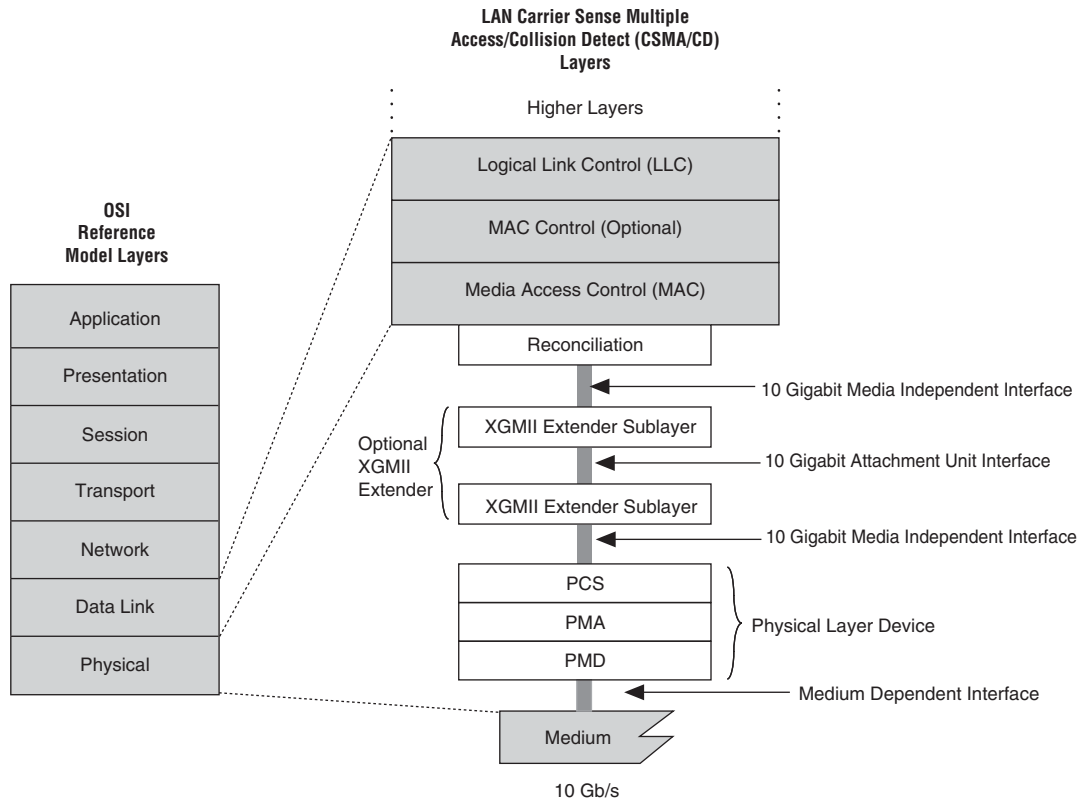 LAN Carrier Sense Multiple
Access/Collision Detect (CSMA/CD)
Layers
Higher Layers
Logical Link Control (LLC)
MAC Control (Optional)
Media Access Control (MAC)
OSI
Reference
Model Layers
Application
Presentation
Session
Transport
Network
Data Link
Physical
Reconciliation
10 Gigabit Media Independent Interface
Optional
XGMII
Extender
XGMII Extender Sublayer
10 Gigabit Attachment Unit Interface
XGMII Extender Sublayer
10 Gigabit Media Independent Interface
PCS
PMA
PMD
Physical Layer Device
Medium Dependent Interface
Medium
10 Gb/s